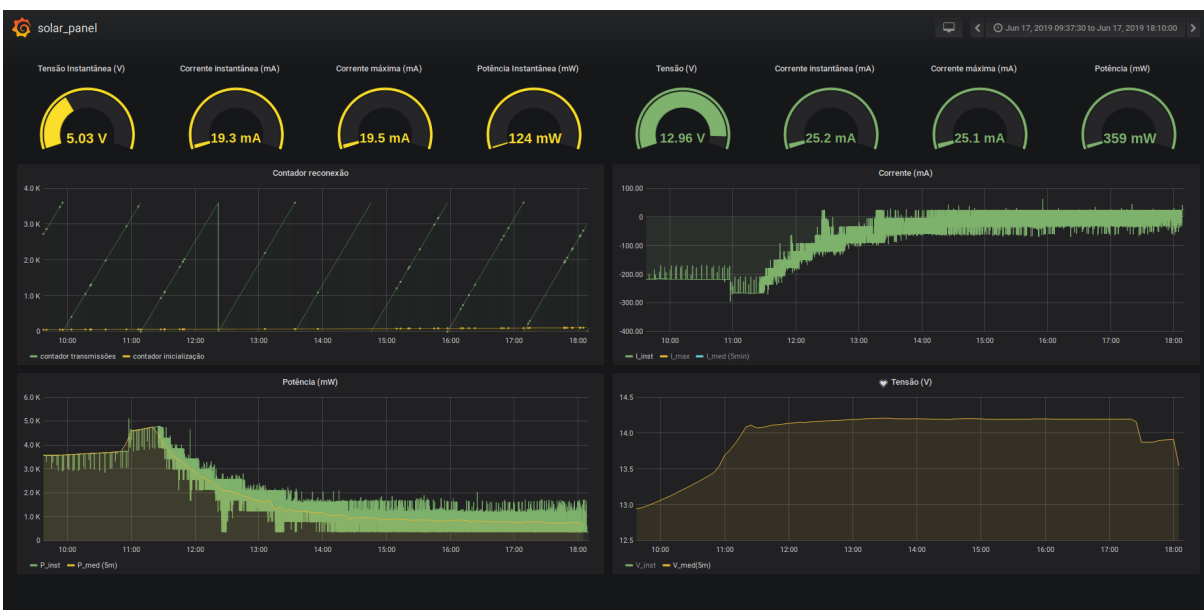 solar_panel
Jun 17, 2019 09:37:30 to Jun 17, 2019 18:10:00
Tensão Instantânea (V)
Corrente instantânea (mA)
Corrente máxima (mA)
Potência Instantânea (mW)
Tensão (V)
Corrente instantânea (mA)
Corrente máxima (mA)
Potência (mW)
5.03 V
19.3 mA
19.5 mA
124 mW
12.96 V
25.2 mA
25.1 mA
359 mW
Contador reconexão
4.0 K
3.0 K
2.0 K
1.0 K
0
10:00 11:00 12:00 13:00 14:00 15:00 16:00 17:00 18:00
contador transmissões contador inicialização
Corrente (mA)
100.00
0
-100.00
-200.00
-300.00
-400.00
10:00 11:00 12:00 13:00 14:00 15:00 16:00 17:00 18:00
I_inst I_max I_med (5min)
Potência (mW)
6.0 K
5.0 K
4.0 K
3.0 K
2.0 K
1.0 K
0
10:00 11:00 12:00 13:00 14:00 15:00 16:00 17:00 18:00
P_inst P_med (5m)
Tensão (V)
14.5
14.0
13.5
13.0
12.5
10:00 11:00 12:00 13:00 14:00 15:00 16:00 17:00 18:00
V_inst V_med(5m)